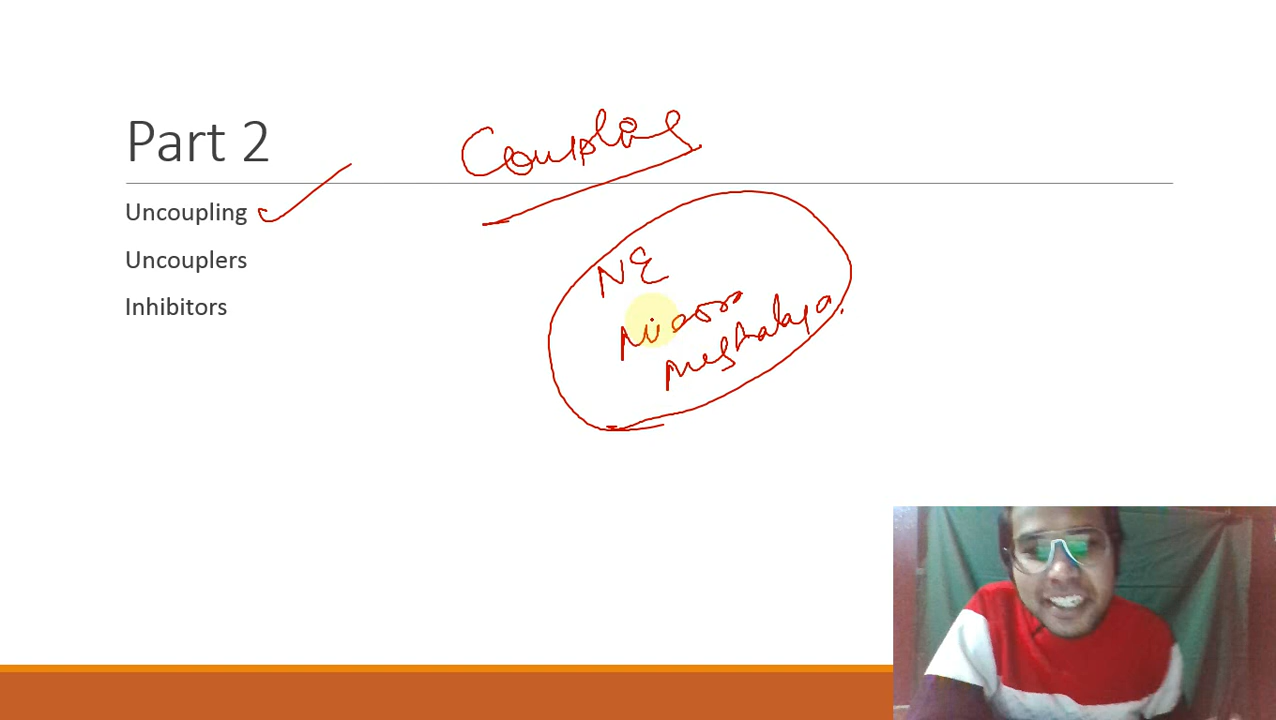 Part 2
Coupling
Uncoupling
Uncouplers
Inhibitors
NE
Meghalaya